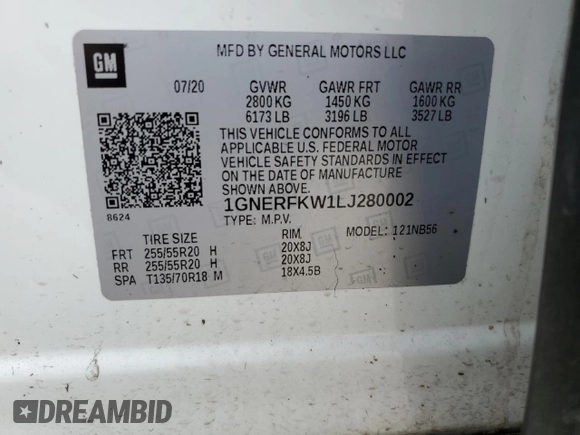 GM
MFD BY GENERAL MOTORS LLC
07/20 GVWR GAWR FRT GAWR RR
2800 KG 1450 KG 1600 KG
6173 LB 3196 LB 3527 LB
THIS VEHICLE CONFORMS TO ALL
APPLICABLE U.S. FEDERAL MOTOR
VEHICLE SAFETY STANDARDS IN EFFECT
ON THE DATE OF MANUFACTURE
SHOWN ABOVE.
8624 1GNERFKW1LJ280002
TYPE: M.P.V. MODEL: 121NB56
TIRE SIZE RIM
FRT 255/55R20 H 20X8J
RR 255/55R20 H 20X8J
SPA T135/70R18 M 18X4.5B
DREAMBID